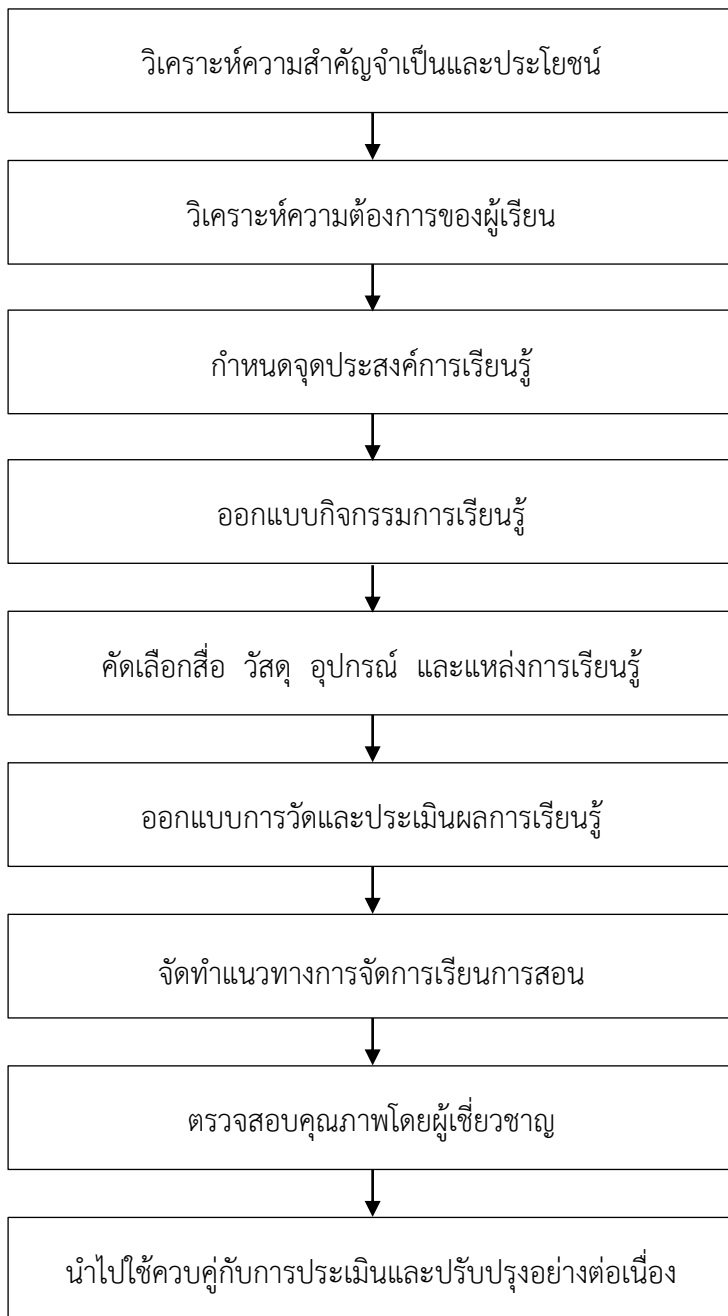 วิเคราะห์ความสำคัญจำเป็นและประโยชน์
วิเคราะห์ความต้องการของผู้เรียน
กำหนดจุดประสงค์การเรียนรู้
ออกแบบกิจกรรมการเรียนรู้
คัดเลือกสื่อ วัสดุ อุปกรณ์ และแหล่งการเรียนรู้
ออกแบบการวัดและประเมินผลการเรียนรู้
จัดทำแนวทางการจัดการเรียนการสอน
ตรวจสอบคุณภาพโดยผู้เชี่ยวชาญ
นำไปใช้ควบคู่กับการประเมินและปรับปรุงอย่างต่อเนื่อง